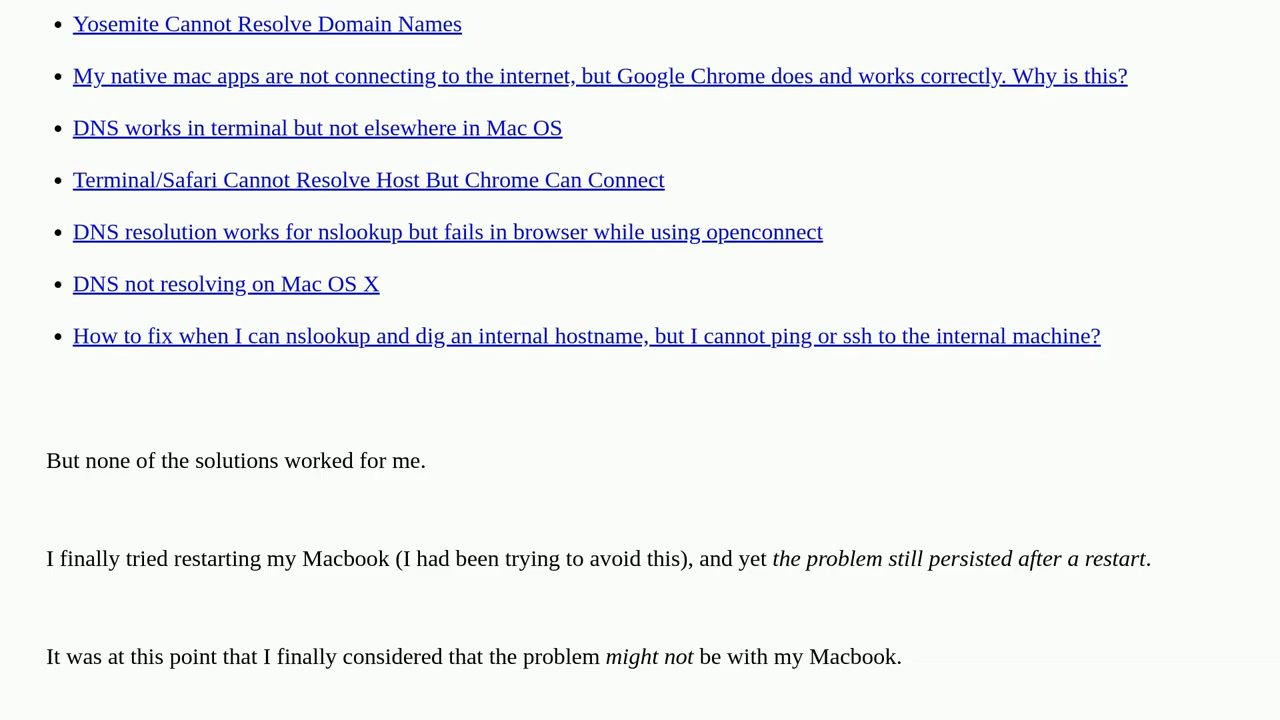 • Yosemite Cannot Resolve Domain Names
• My native mac apps are not connecting to the internet, but Google Chrome does and works correctly. Why is this?
• DNS works in terminal but not elsewhere in Mac OS
• Terminal/Safari Cannot Resolve Host But Chrome Can Connect
• DNS resolution works for nslookup but fails in browser while using openconnect
• DNS not resolving on Mac OS X
• How to fix when I can nslookup and dig an internal hostname, but I cannot ping or ssh to the internal machine?
But none of the solutions worked for me.
I finally tried restarting my Macbook (I had been trying to avoid this), and yet the problem still persisted after a restart.
It was at this point that I finally considered that the problem might not be with my Macbook.